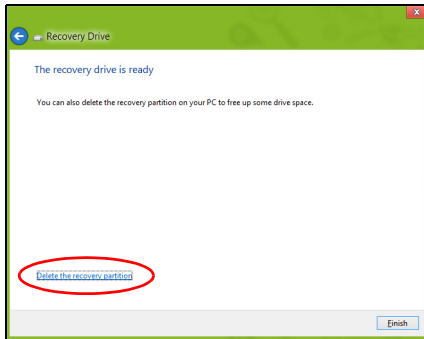 Recovery Drive
The recovery drive is ready
You can also delete the recovery partition on your PC to free up some drive space.
Delete the recovery partition
Finish